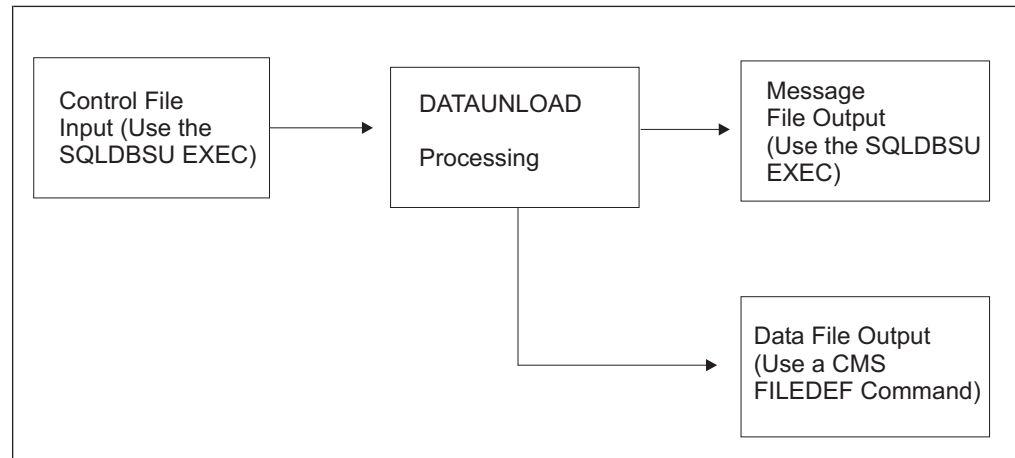 Control File
Input (Use the
SQLDBSU EXEC)
DATAUNLOAD
Processing
Message
File Output
(Use the SQLDBSU
EXEC)
Data File Output
(Use a CMS
FILEDEF Command)